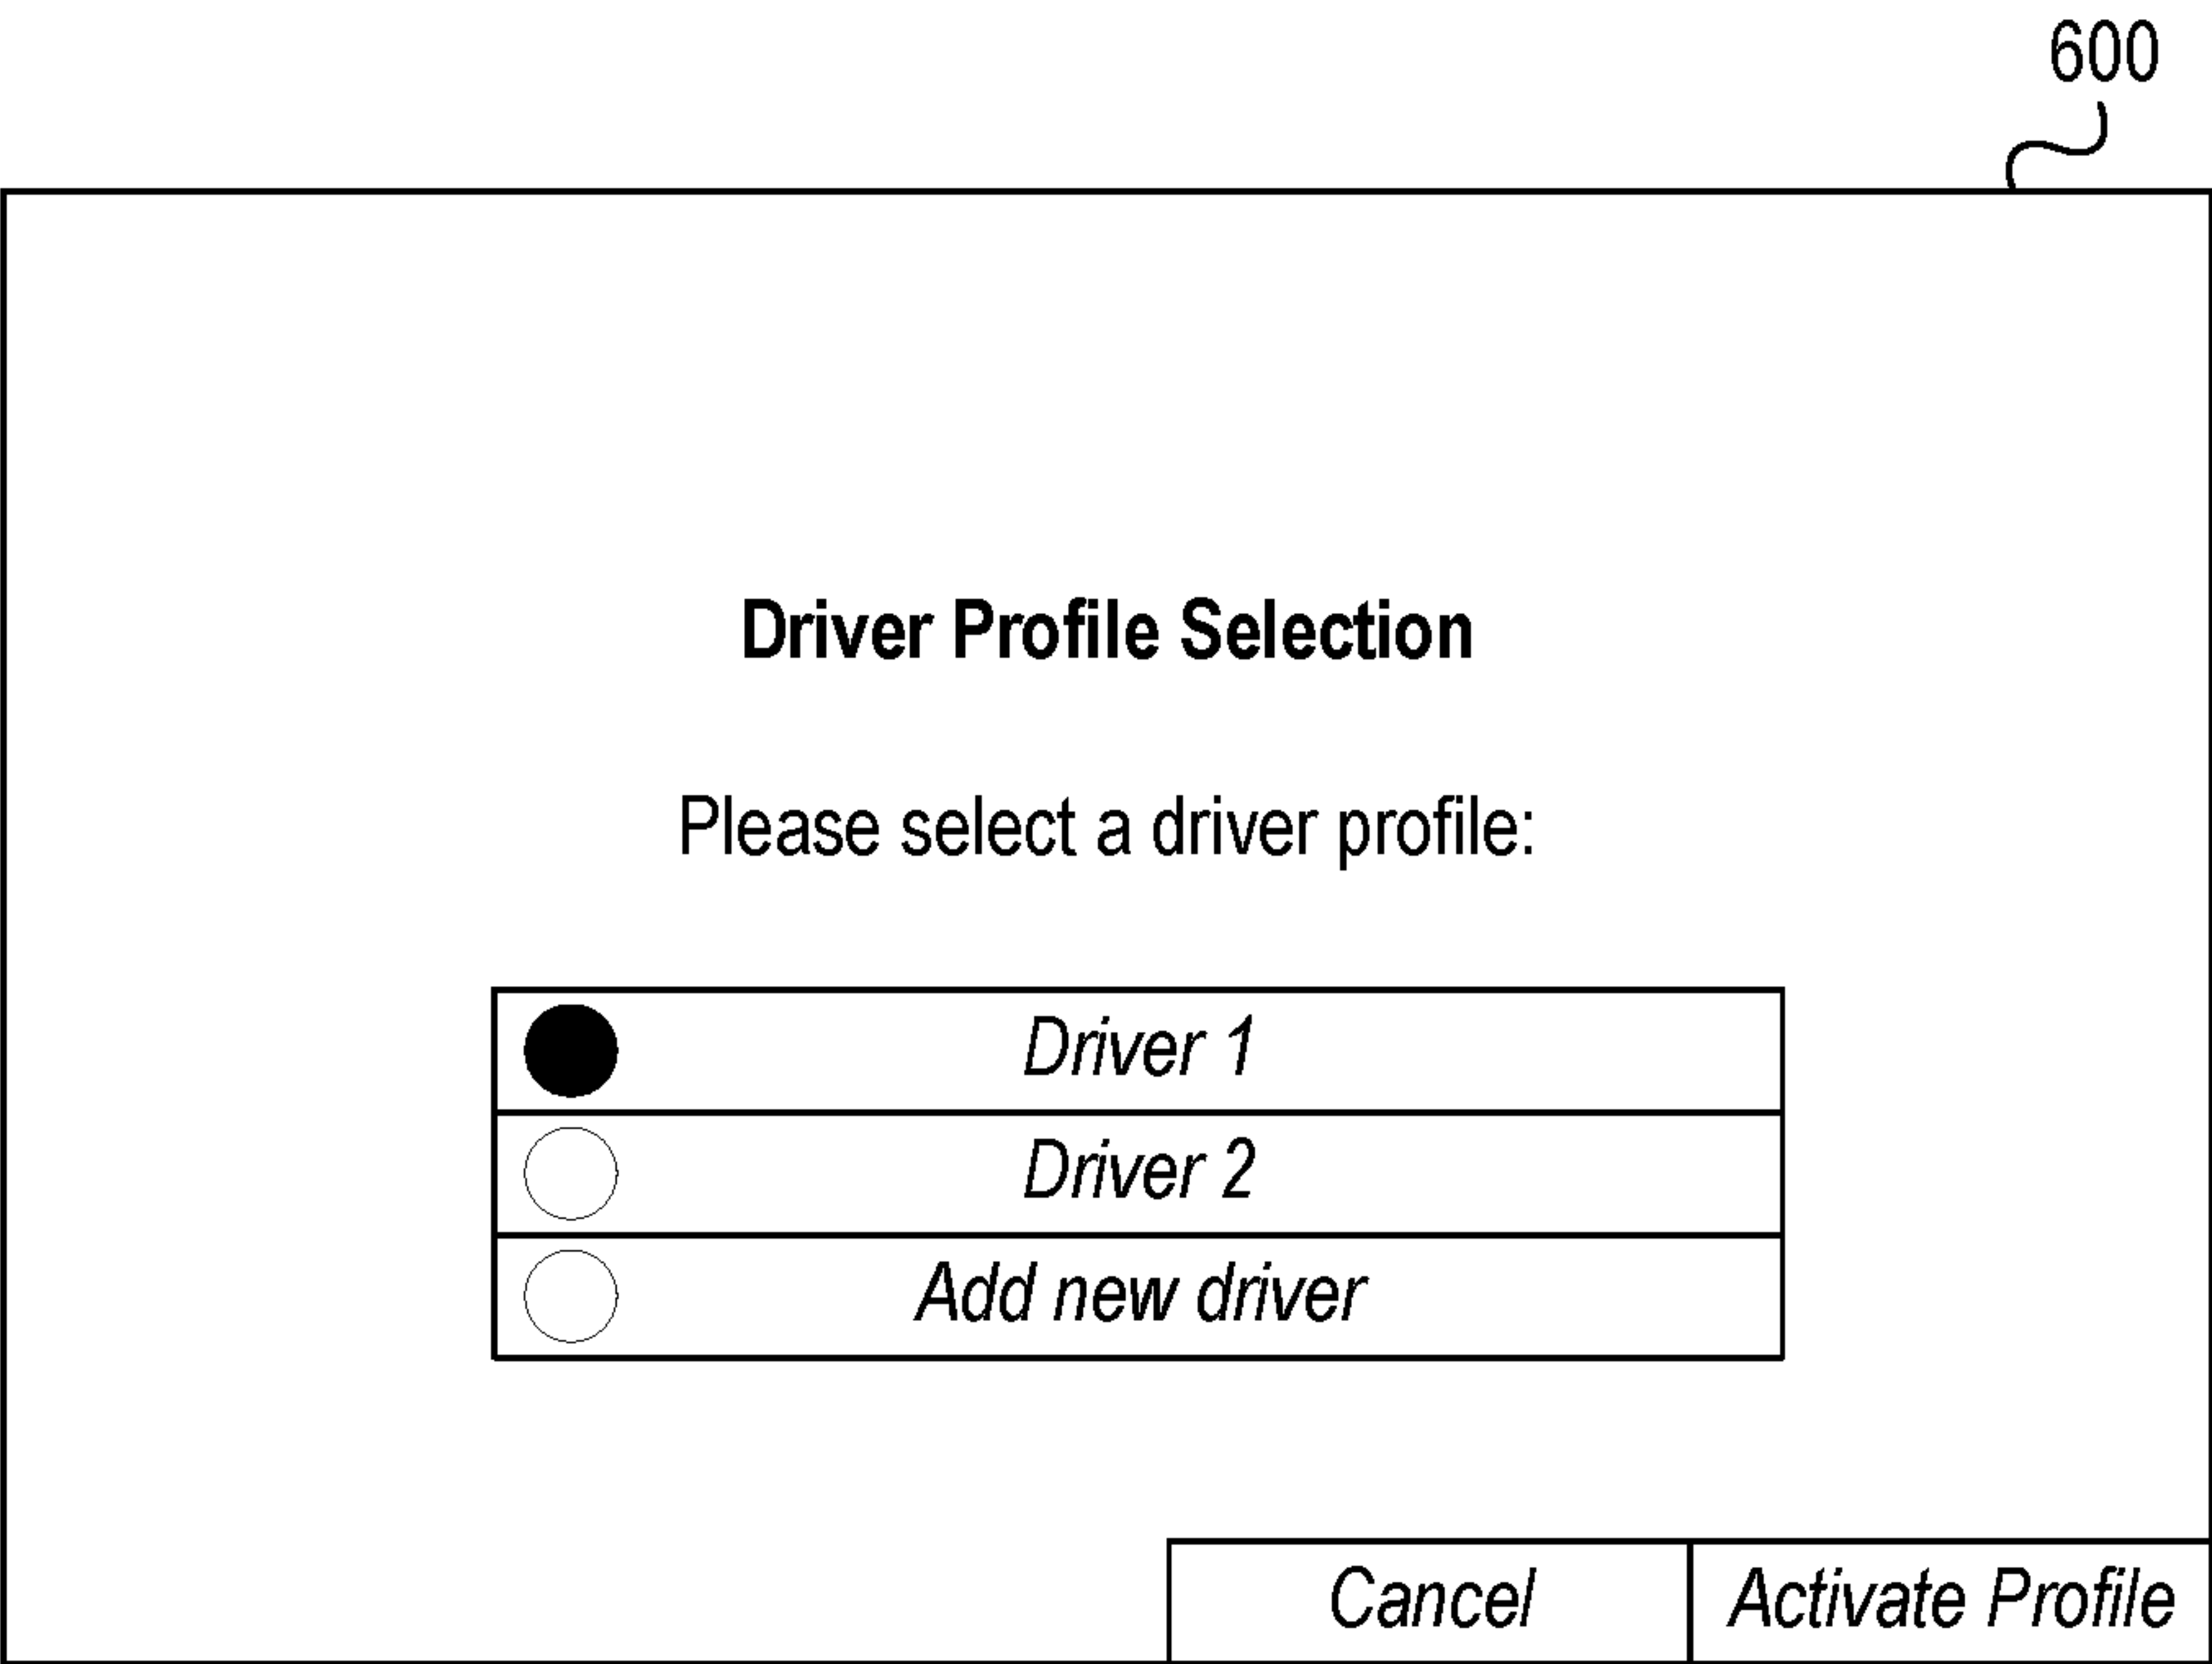 600
Driver Profile Selection
Please select a driver profile:
Driver 1
Driver 2
Add new driver
Cancel
Activate Profile